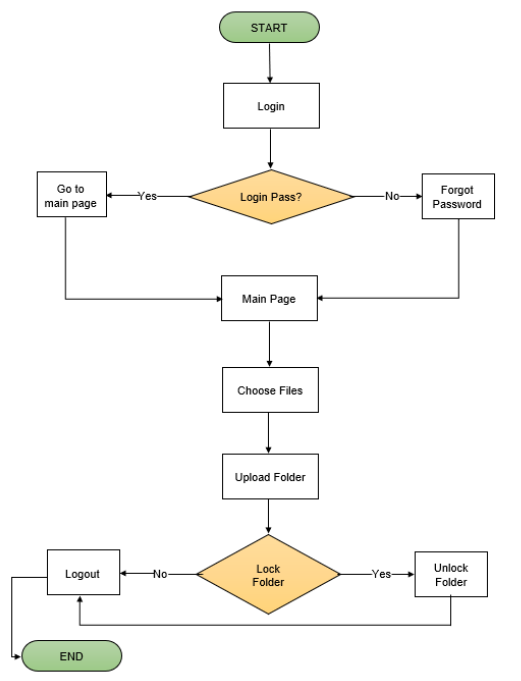 START
Login
Login Pass?
Yes
No
Go to
main page
Forgot
Password
Main Page
Choose Files
Upload Folder
Lock
Folder
No
Yes
Logout
Unlock
Folder
END